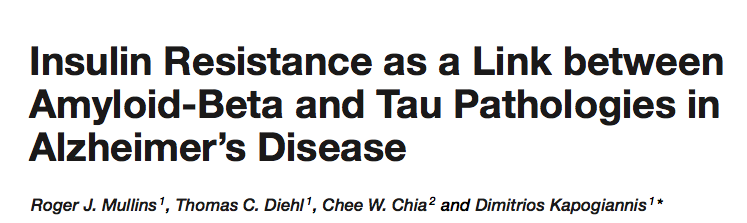 Insulin Resistance as a Link between
Amyloid-Beta and Tau Pathologies in
Alzheimer’s Disease
Roger J. Mullins¹, Thomas C. Diehl¹, Chee W. Chia² and Dimitrios Kapogiannis¹*